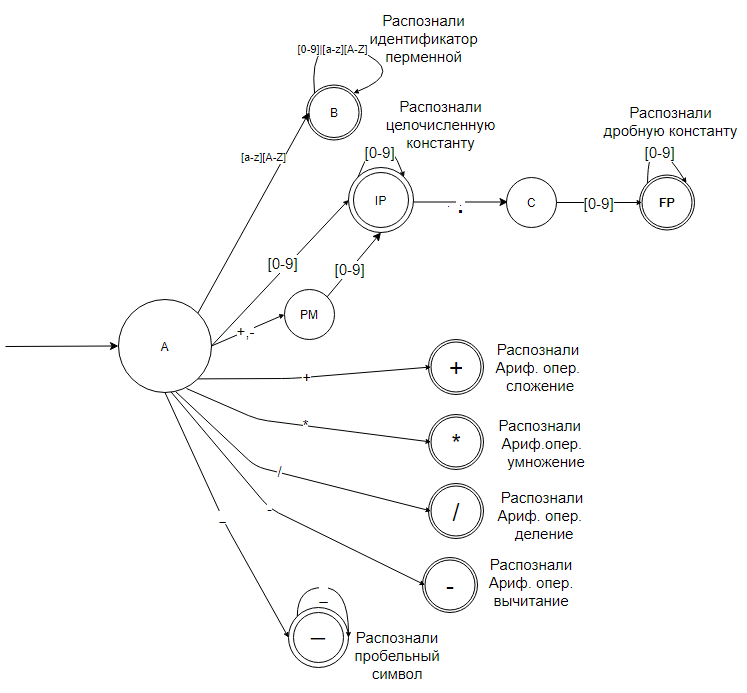 Распознали
идентификатор
перменной
[0-9]|[a-z][A-Z]
B
[a-z][A-Z]
Распознали
целочисленную
константу
[0-9]
IP
Распознали
дробную константу
[0-9]
. :
C
[0-9]
FP
[0-9]
[0-9]
PM
+,-
A
+
+
Распознали
Ариф. опер.
сложение
*
*
Распознали
Ариф.опер.
умножение
/
/
Распознали
Ариф. опер.
деление
-
-
Распознали
Ариф. опер.
вычитание
_
_
_
Распознали
пробельный
символ